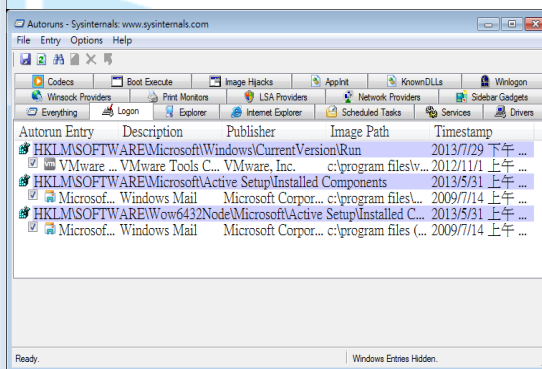 Autoruns - Sysinternals: www.sysinternals.com
File Entry Options Help
Codecs Boot Execute Image Hijacks AppInit KnownDLLs Winlogon
Winsock Providers Print Monitors LSA Providers Network Providers Sidebar Gadgets
Everything Logon Explorer Internet Explorer Scheduled Tasks Services Drivers
Autorun Entry Description Publisher Image Path Timestamp
HKLM\SOFTWARE\Microsoft\Windows\CurrentVersion\Run 2013/7/29 下午 ...
VMware ... VMware Tools C... VMware, Inc. c:\program files\v... 2012/11/1 上午 ...
HKLM\SOFTWARE\Microsoft\Active Setup\Installed Components 2013/5/31 上午 ...
Microsof... Windows Mail Microsoft Corpor... c:\program files\... 2009/7/14 上午 ...
HKLM\SOFTWARE\Wow6432Node\Microsoft\Active Setup\Installed C... 2013/5/31 上午 ...
Microsof... Windows Mail Microsoft Corpor... c:\program files (... 2009/7/14 上午 ...
Ready. Windows Entries Hidden.